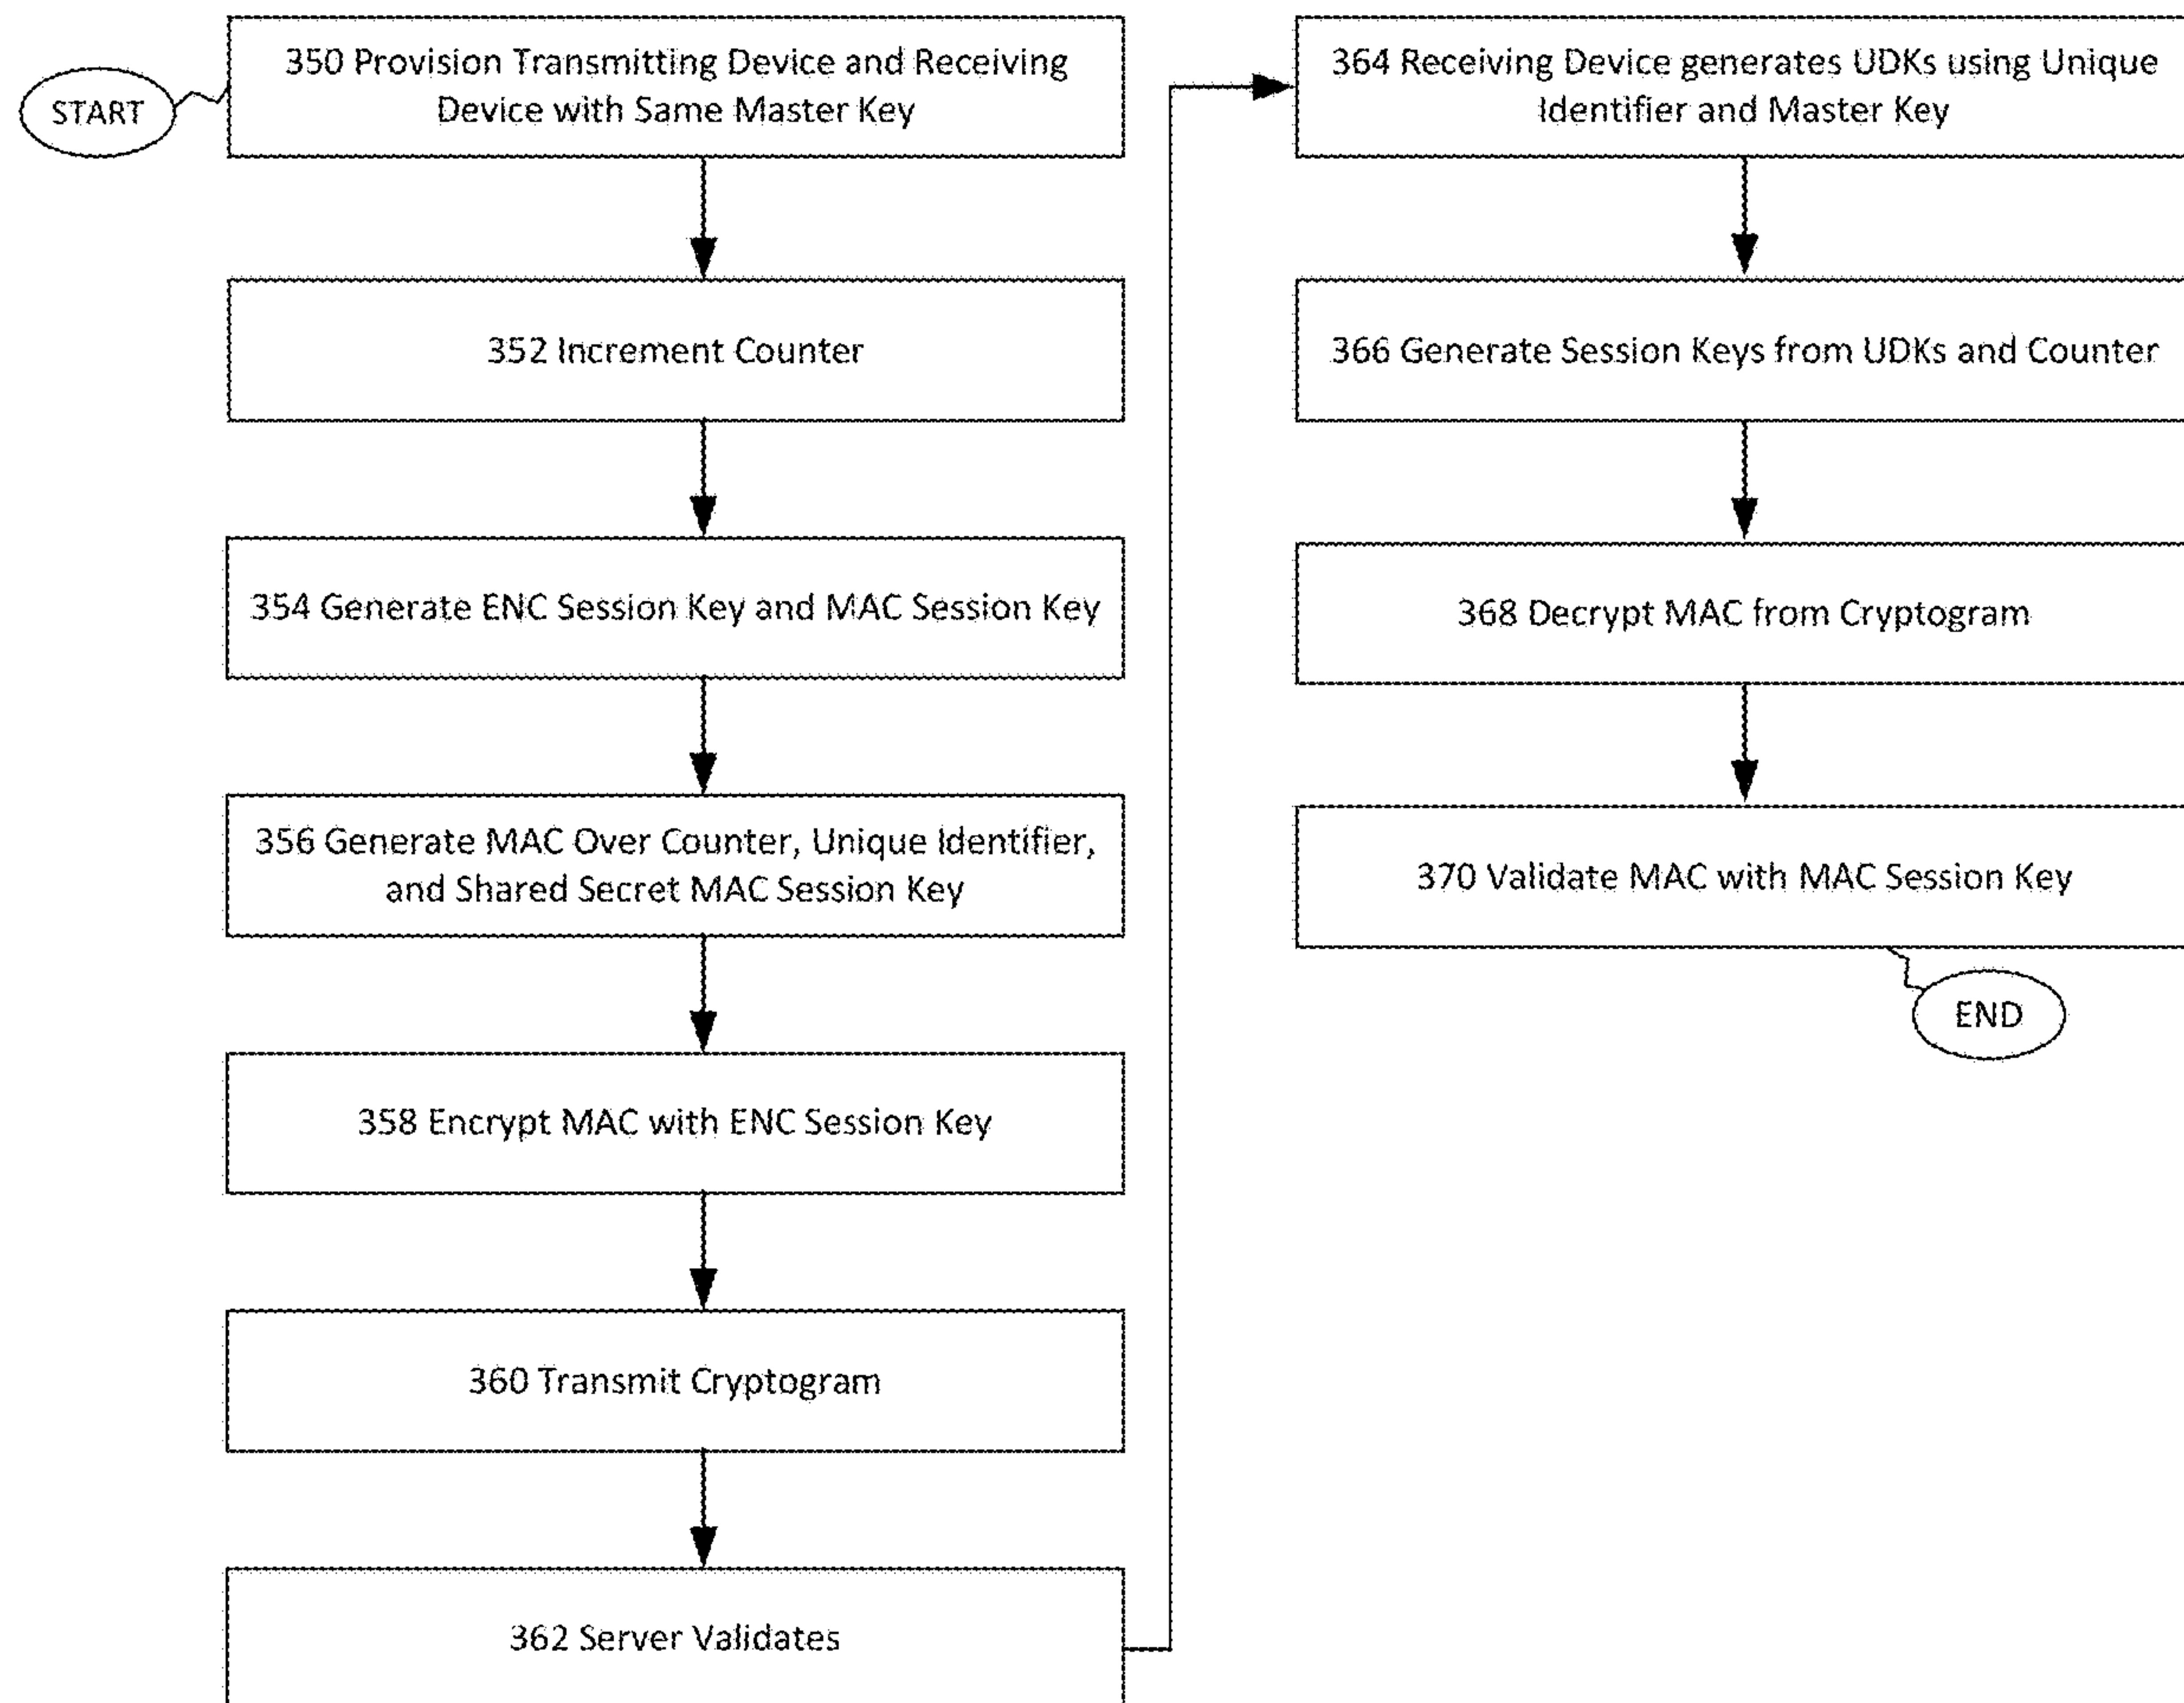 START
350 Provision Transmitting Device and Receiving
Device with Same Master Key
352 Increment Counter
354 Generate ENC Session Key and MAC Session Key
356 Generate MAC Over Counter, Unique Identifier,
and Shared Secret MAC Session Key
358 Encrypt MAC with ENC Session Key
360 Transmit Cryptogram
362 Server Validates
364 Receiving Device generates UDKs using Unique
Identifier and Master Key
366 Generate Session Keys from UDKs and Counter
368 Decrypt MAC from Cryptogram
370 Validate MAC with MAC Session Key
END